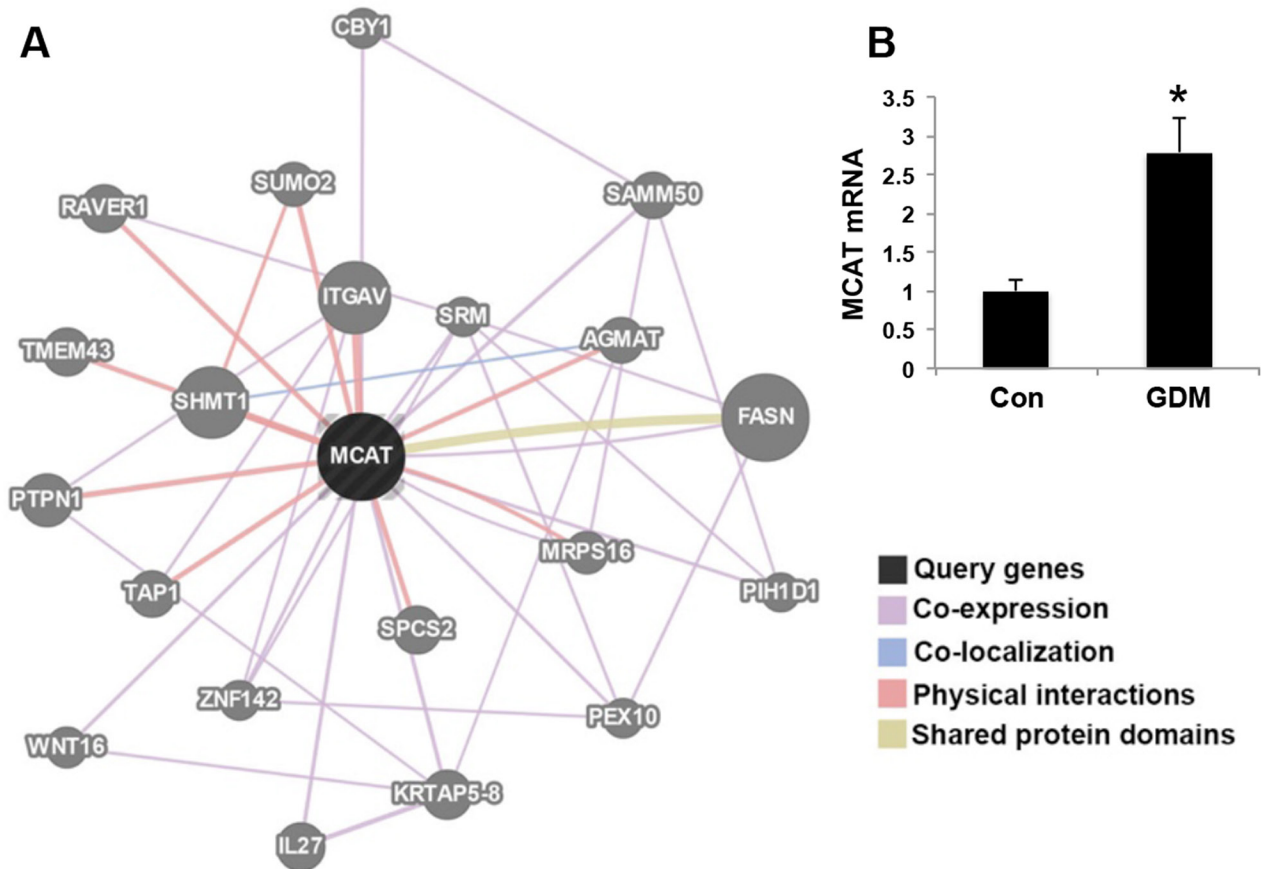 A
CBY1
SUMO2
RAVER1
SAMM50
ITGAV
SRM
AGMAT
TMEM43
SHMT1
FASN
MCAT
PTPN1
MRPS16
TAP1
PIH1D1
SPCS2
ZNF142
PEX10
WNT16
KRTAP5-8
IL27
B
MCAT mRNA
3.5
3
2.5
2
1.5
1
0.5
0
*
Con
GDM
Query genes
Co-expression
Co-localization
Physical interactions
Shared protein domains